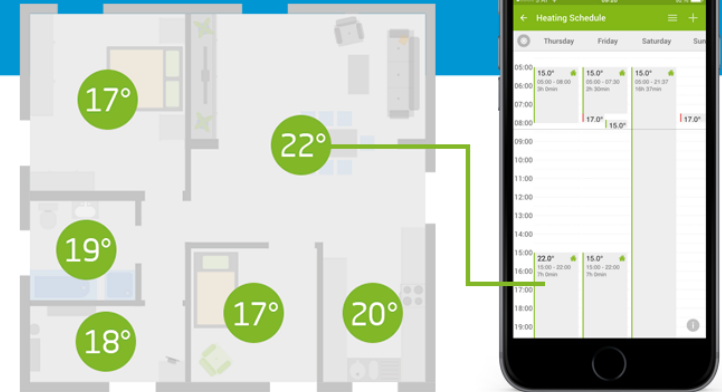 17°
22°
19°
17°
20°
18°
Heating Schedule
Thursday Friday Saturday Sun
05:00
06:00
07:00
08:00
09:00
10:00
11:00
12:00
13:00
14:00
15:00
16:00
17:00
18:00
19:00
15.0°
05:00 - 08:00
3h 0min
15.0°
05:00 - 07:30
2h 30min
15.0°
05:00 - 21:37
16h 37min
17.0°
15.0°
17.0°
22.0°
15:00 - 22:00
7h 0min
15.0°
15:00 - 22:00
7h 0min